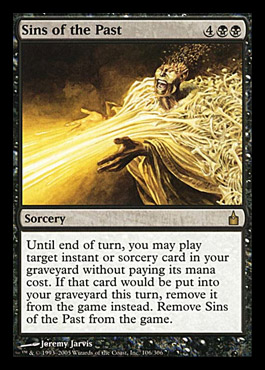 Sins of the Past 4
Sorcery
Until end of turn, you may play
target instant or sorcery card in your
graveyard without paying its mana
cost. If that card would be put into
your graveyard this turn, remove it
from the game instead. Remove Sins
of the Past from the game.
Jeremy Jarvis
™ & © 1993–2005 Wizards of the Coast, Inc. 106/306